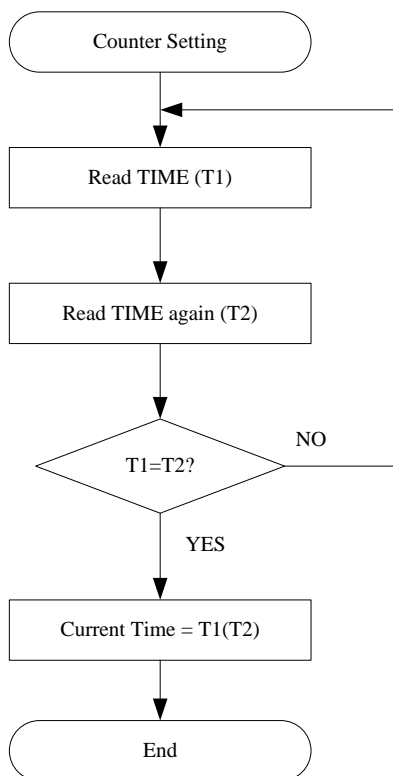 Counter Setting
Read TIME (T1)
Read TIME again (T2)
T1=T2?
NO
YES
Current Time = T1(T2)
End